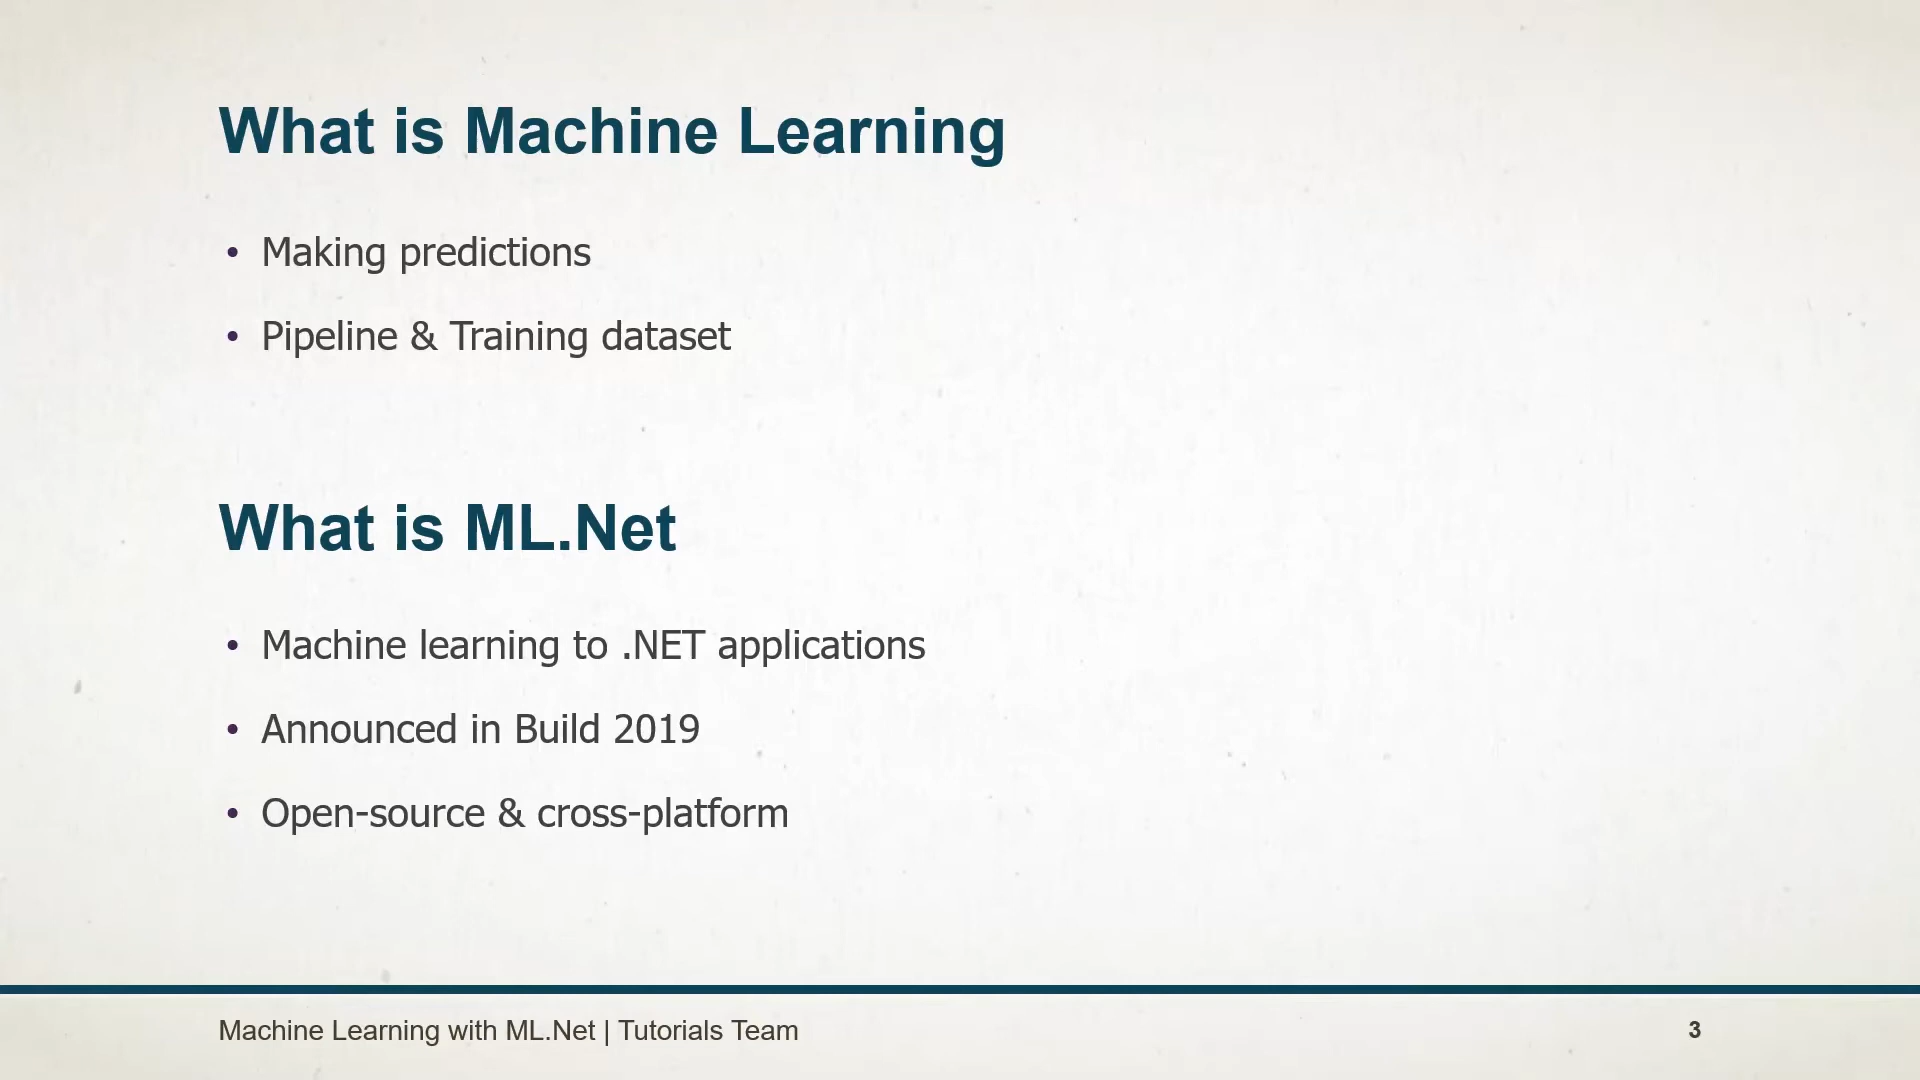 What is Machine Learning
• Making predictions
• Pipeline & Training dataset
What is ML.Net
• Machine learning to .NET applications
• Announced in Build 2019
• Open-source & cross-platform
Machine Learning with ML.Net | Tutorials Team
3